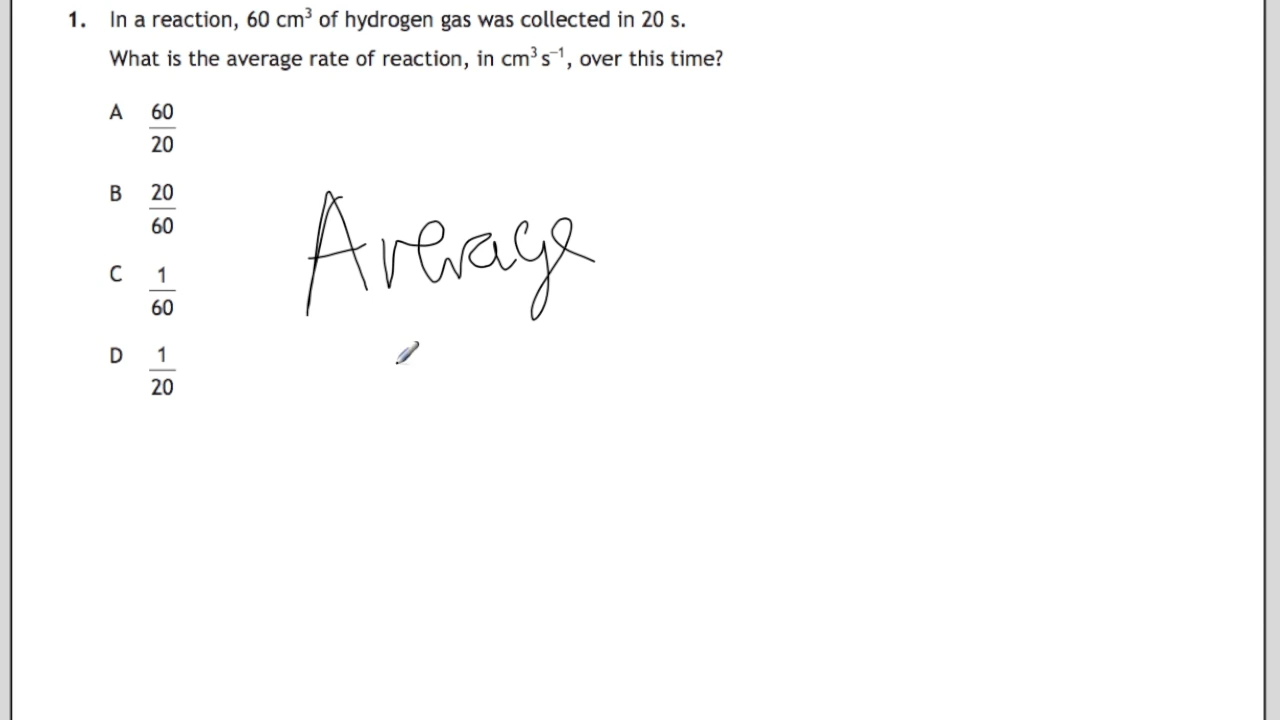 1. In a reaction, 60 cm³ of hydrogen gas was collected in 20 s.
What is the average rate of reaction, in cm³ s⁻¹, over this time?
A 60
20
B 20
60
C 1
60
D 1
20
Average